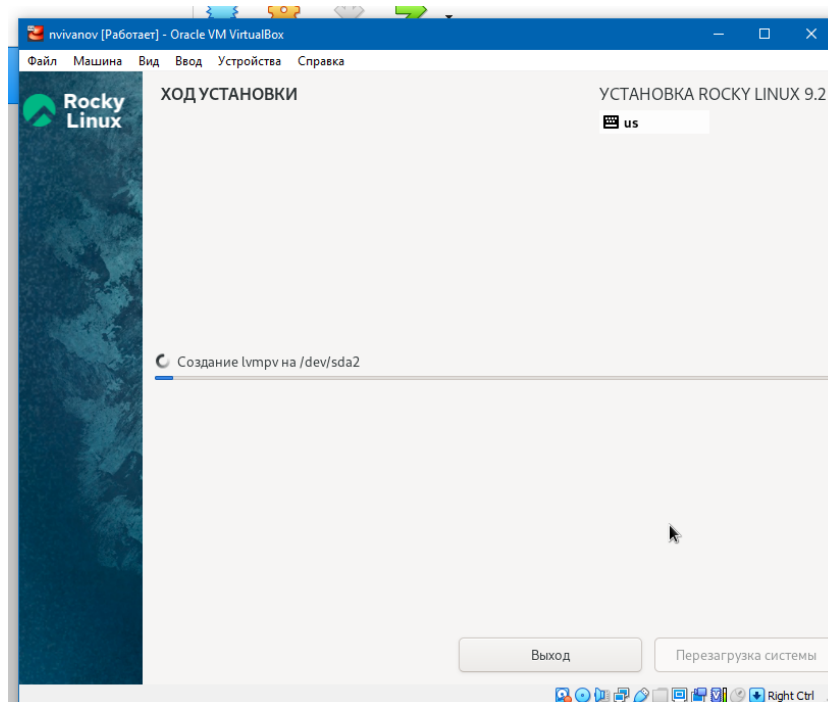 nvivanov [Работает] - Oracle VM VirtualBox
Файл Машина Вид Ввод Устройства Справка
Rocky
Linux
ХОД УСТАНОВКИ
УСТАНОВКА ROCKY LINUX 9.2
us
Создание lvmpv на /dev/sda2
Выход
Перезагрузка системы
Right Ctrl